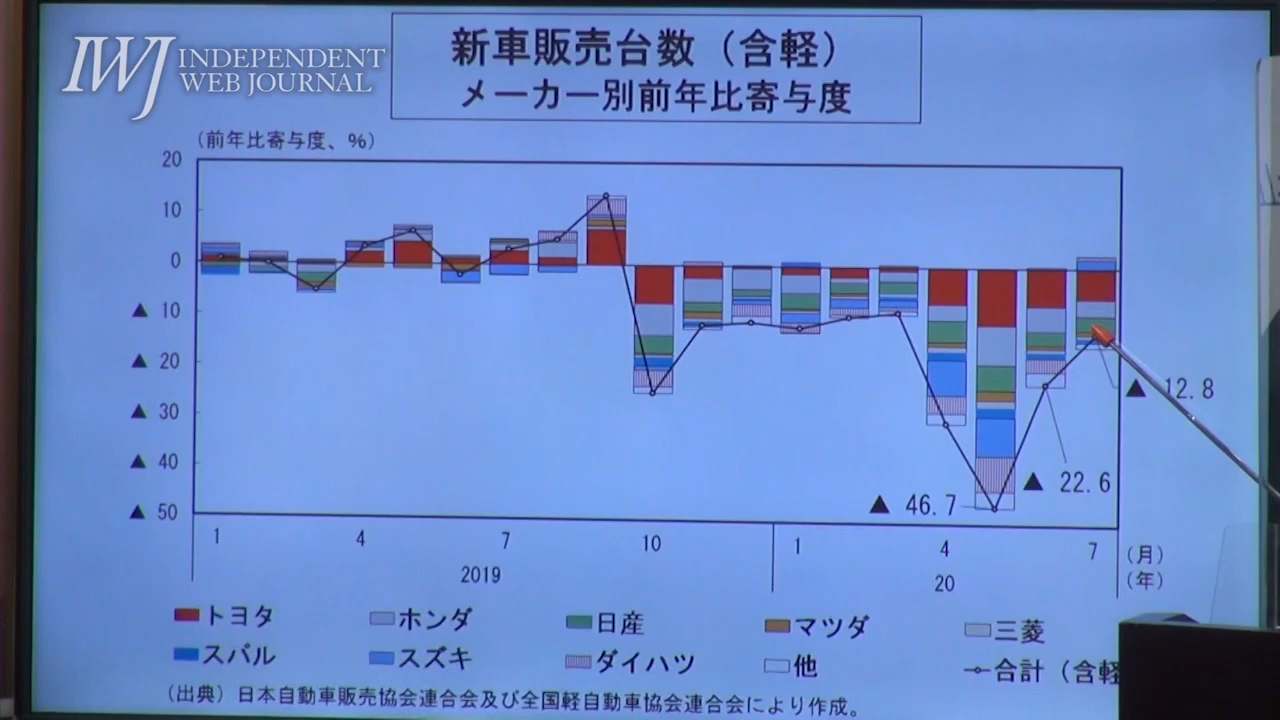 IWJ INDEPENDENT
WEB JOURNAL
新車販売台数（含軽）
メーカー別前年比寄与度
（前年比寄与度、%）
20
10
0
▲ 10
▲ 20
▲ 30
▲ 40
▲ 50
▲ 12.8
▲ 22.6
▲ 46.7
1 4 7 10 1 4 7 （月）
2019 20 （年）
トヨタ ホンダ 日産 マツダ 三菱
スバル スズキ ダイハツ 他 合計（含軽
（出典）日本自動車販売協会連合会及び全国軽自動車協会連合会により作成。